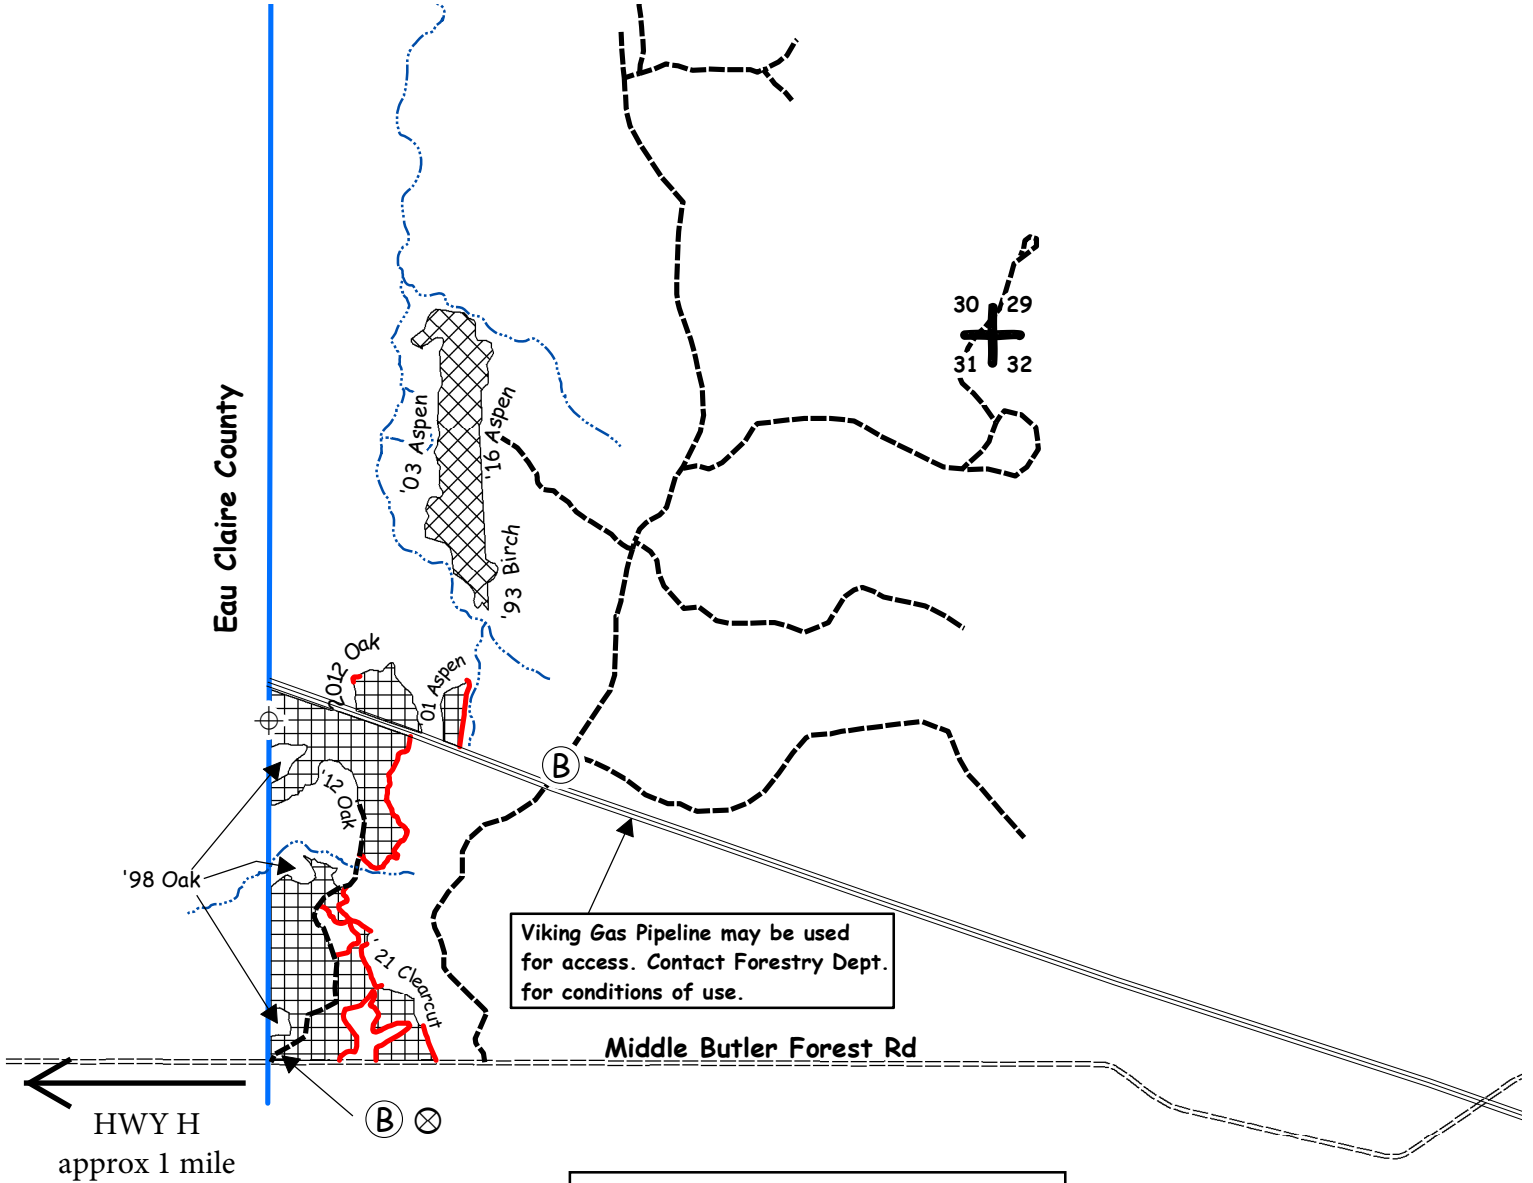 30 29
31 32
Eau Claire County
'03 Aspen
'16 Aspen
'93 Birch
2012 Oak
'01 Aspen
'12 Oak
B
'98 Oak
Viking Gas Pipeline may be used
for access. Contact Forestry Dept.
for conditions of use.
'21 Clearcut
Middle Butler Forest Rd
HWY H
approx 1 mile
B